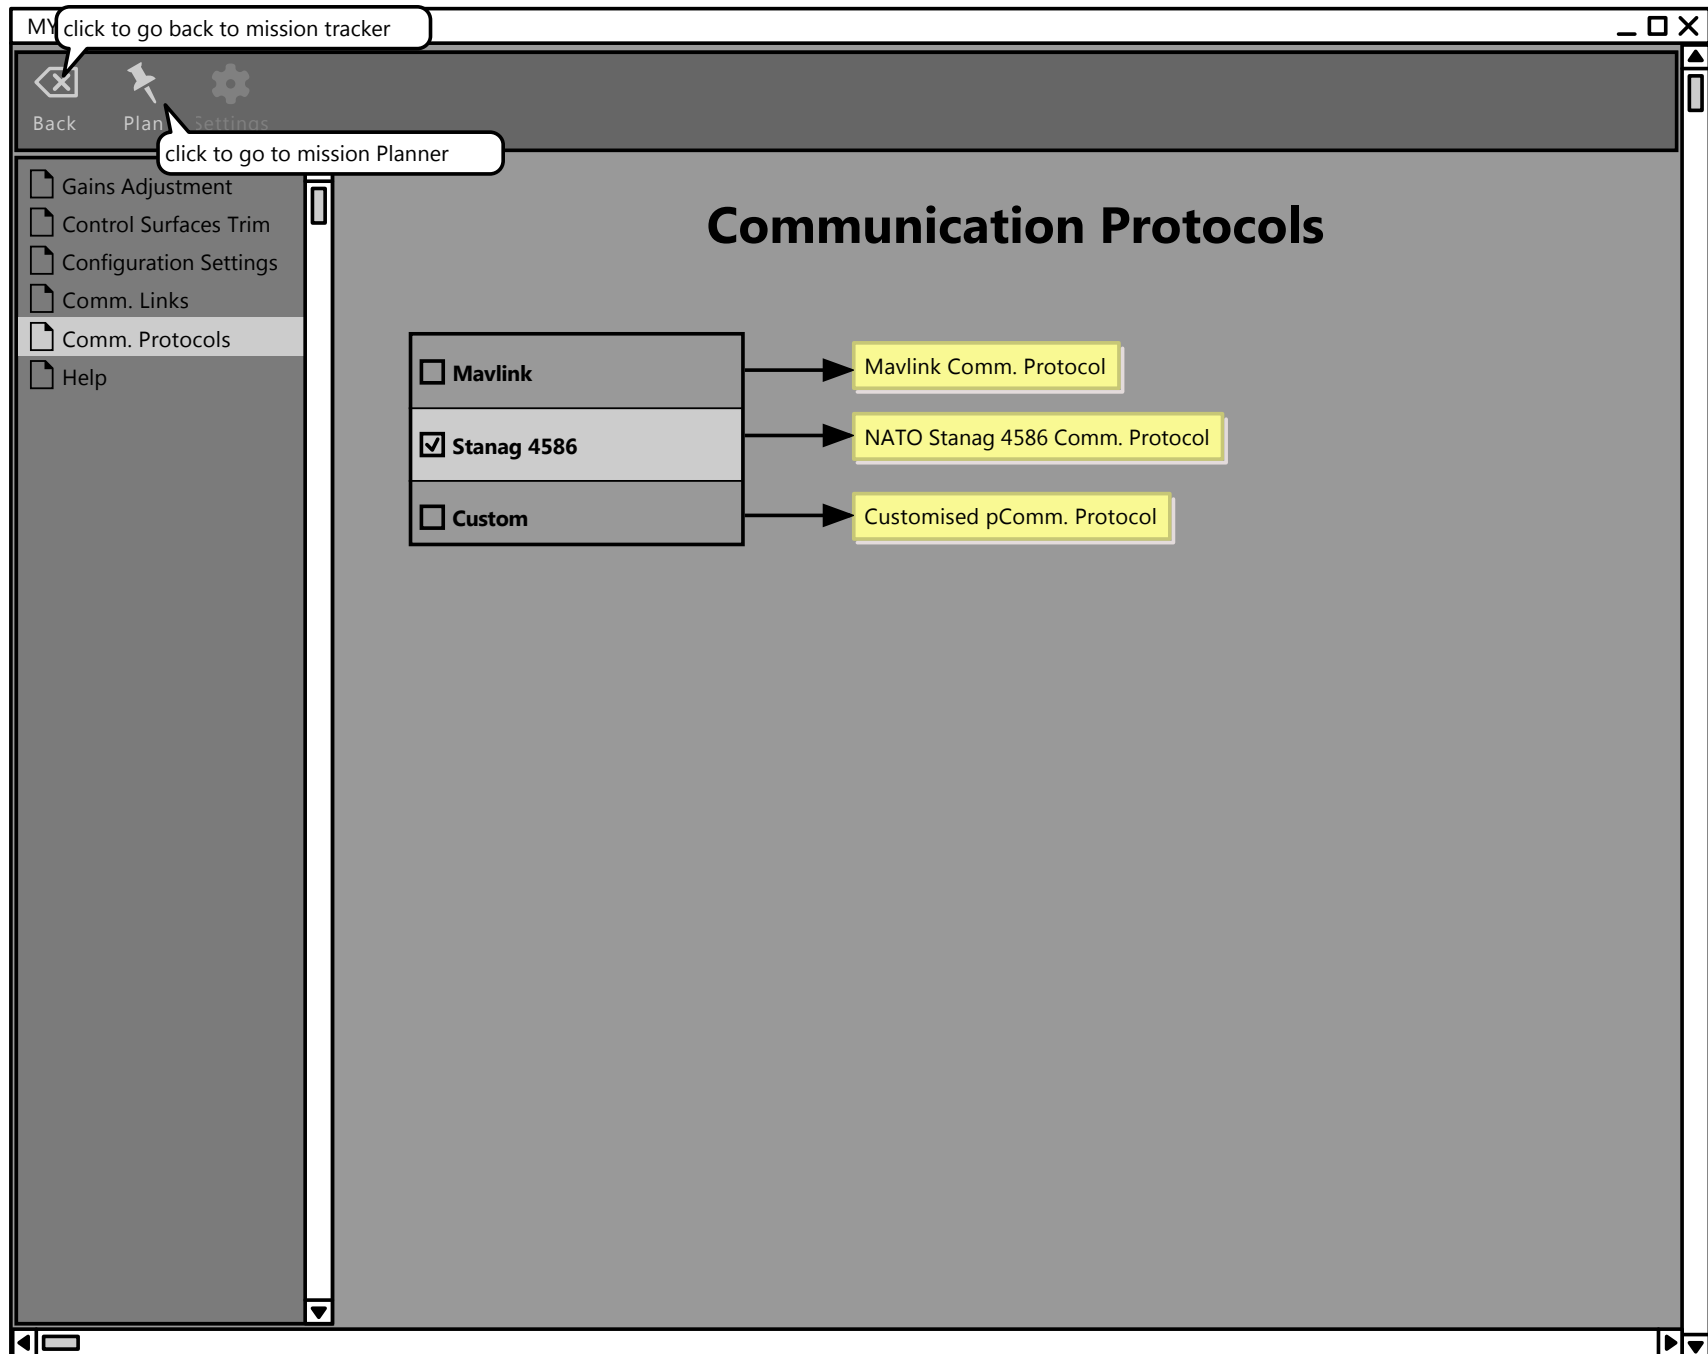 MY
click to go back to mission tracker
Back
Plan
Settings
click to go to mission Planner
Gains Adjustment
Control Surfaces Trim
Configuration Settings
Comm. Links
Comm. Protocols
Help
Communication Protocols
Mavlink
Mavlink Comm. Protocol
Stanag 4586
NATO Stanag 4586 Comm. Protocol
Custom
Customised pComm. Protocol